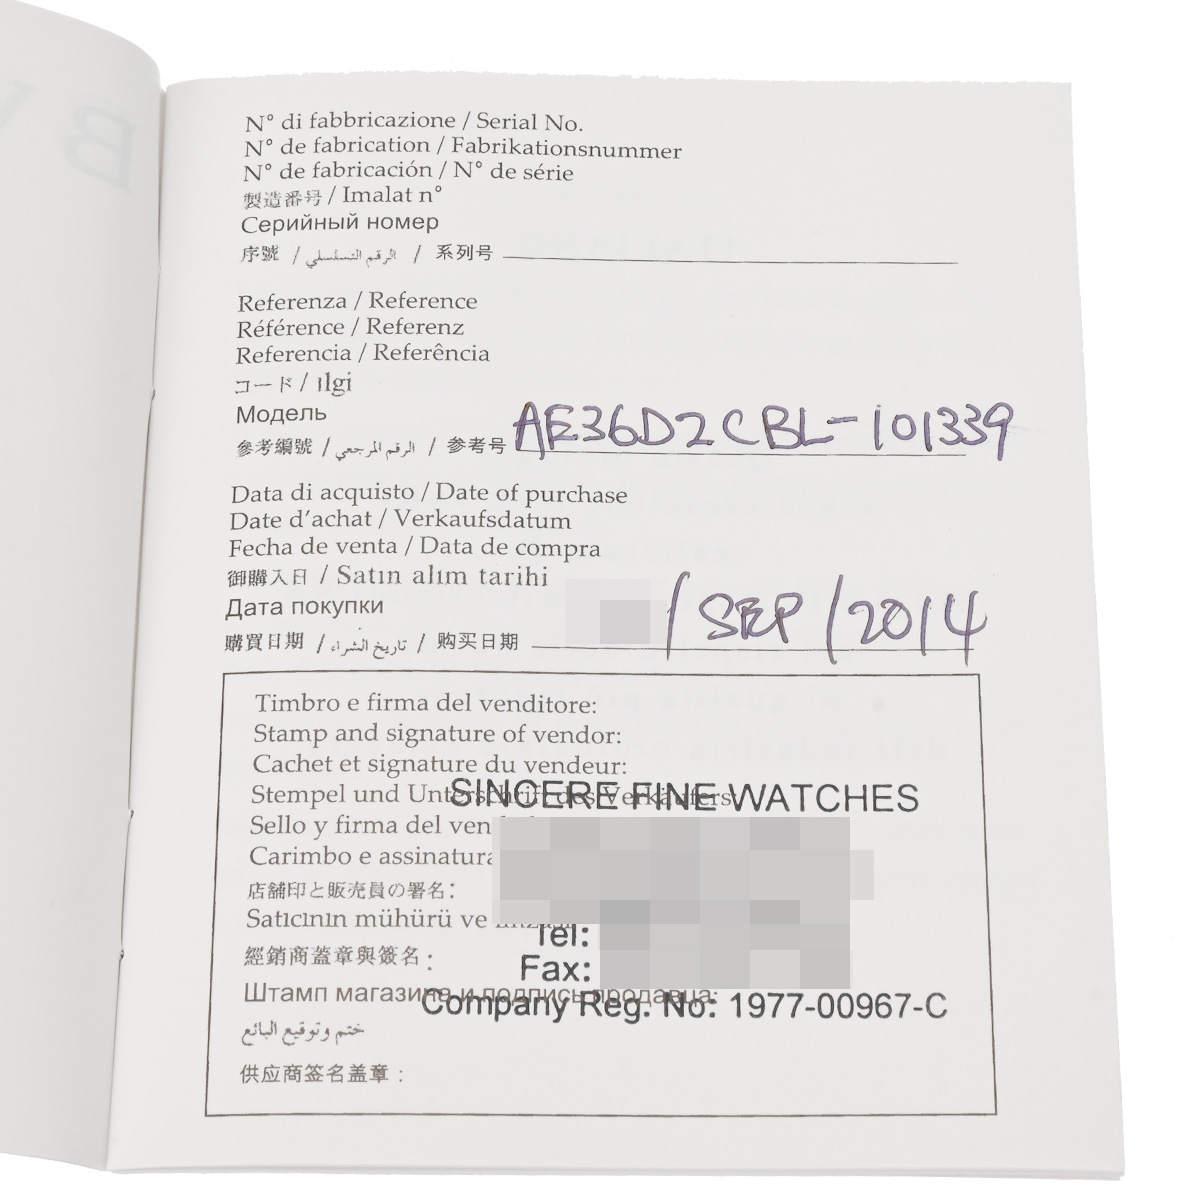 N° di fabbricazione / Serial No.
N° de fabrication / Fabrikationsnummer
N° de fabricación / N° de série
製造番号 / Imalat n°
Серийный номер
序號 / الرقم التسلسلي / 系列号
Referenza / Reference
Référence / Referenz
Referencia / Referência
コード / ılgi
Модель
參考編號 / الرقم المرجعي / 参考号 AE36D2CBL-101339
Data di acquisto / Date of purchase
Date d'achat / Verkaufsdatum
Fecha de venta / Data de compra
御購入日 / Satın alım tarihi
Дата покупки
購買日期 / تاريخ الشراء / 购买日期 /SEP/2014
Timbro e firma del venditore:
Stamp and signature of vendor:
Cachet et signature du vendeur:
Stempel und Unterschrift des Verkäufers:
SINCERE FINE WATCHES
Sello y firma del
Carimbo e assinatura
店舗印と販売員の署名:
Satıcının mühürü ve
Tel:
經銷商蓋章與簽名:
Fax:
Штамп магазина и подпись продавца:
Company Reg. No: 1977-00967-C
ختم وتوقيع البائع
供应商签名盖章: